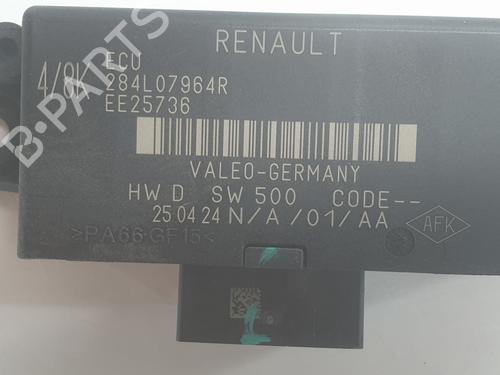 RENAULT
4/8K
ECU
284L07964R
EE25736
VALEO-GERMANY
HW D SW 500 CODE--
25 04 24 N/A/01/AA
AFK
>PA66-GF15<
B-PARTS